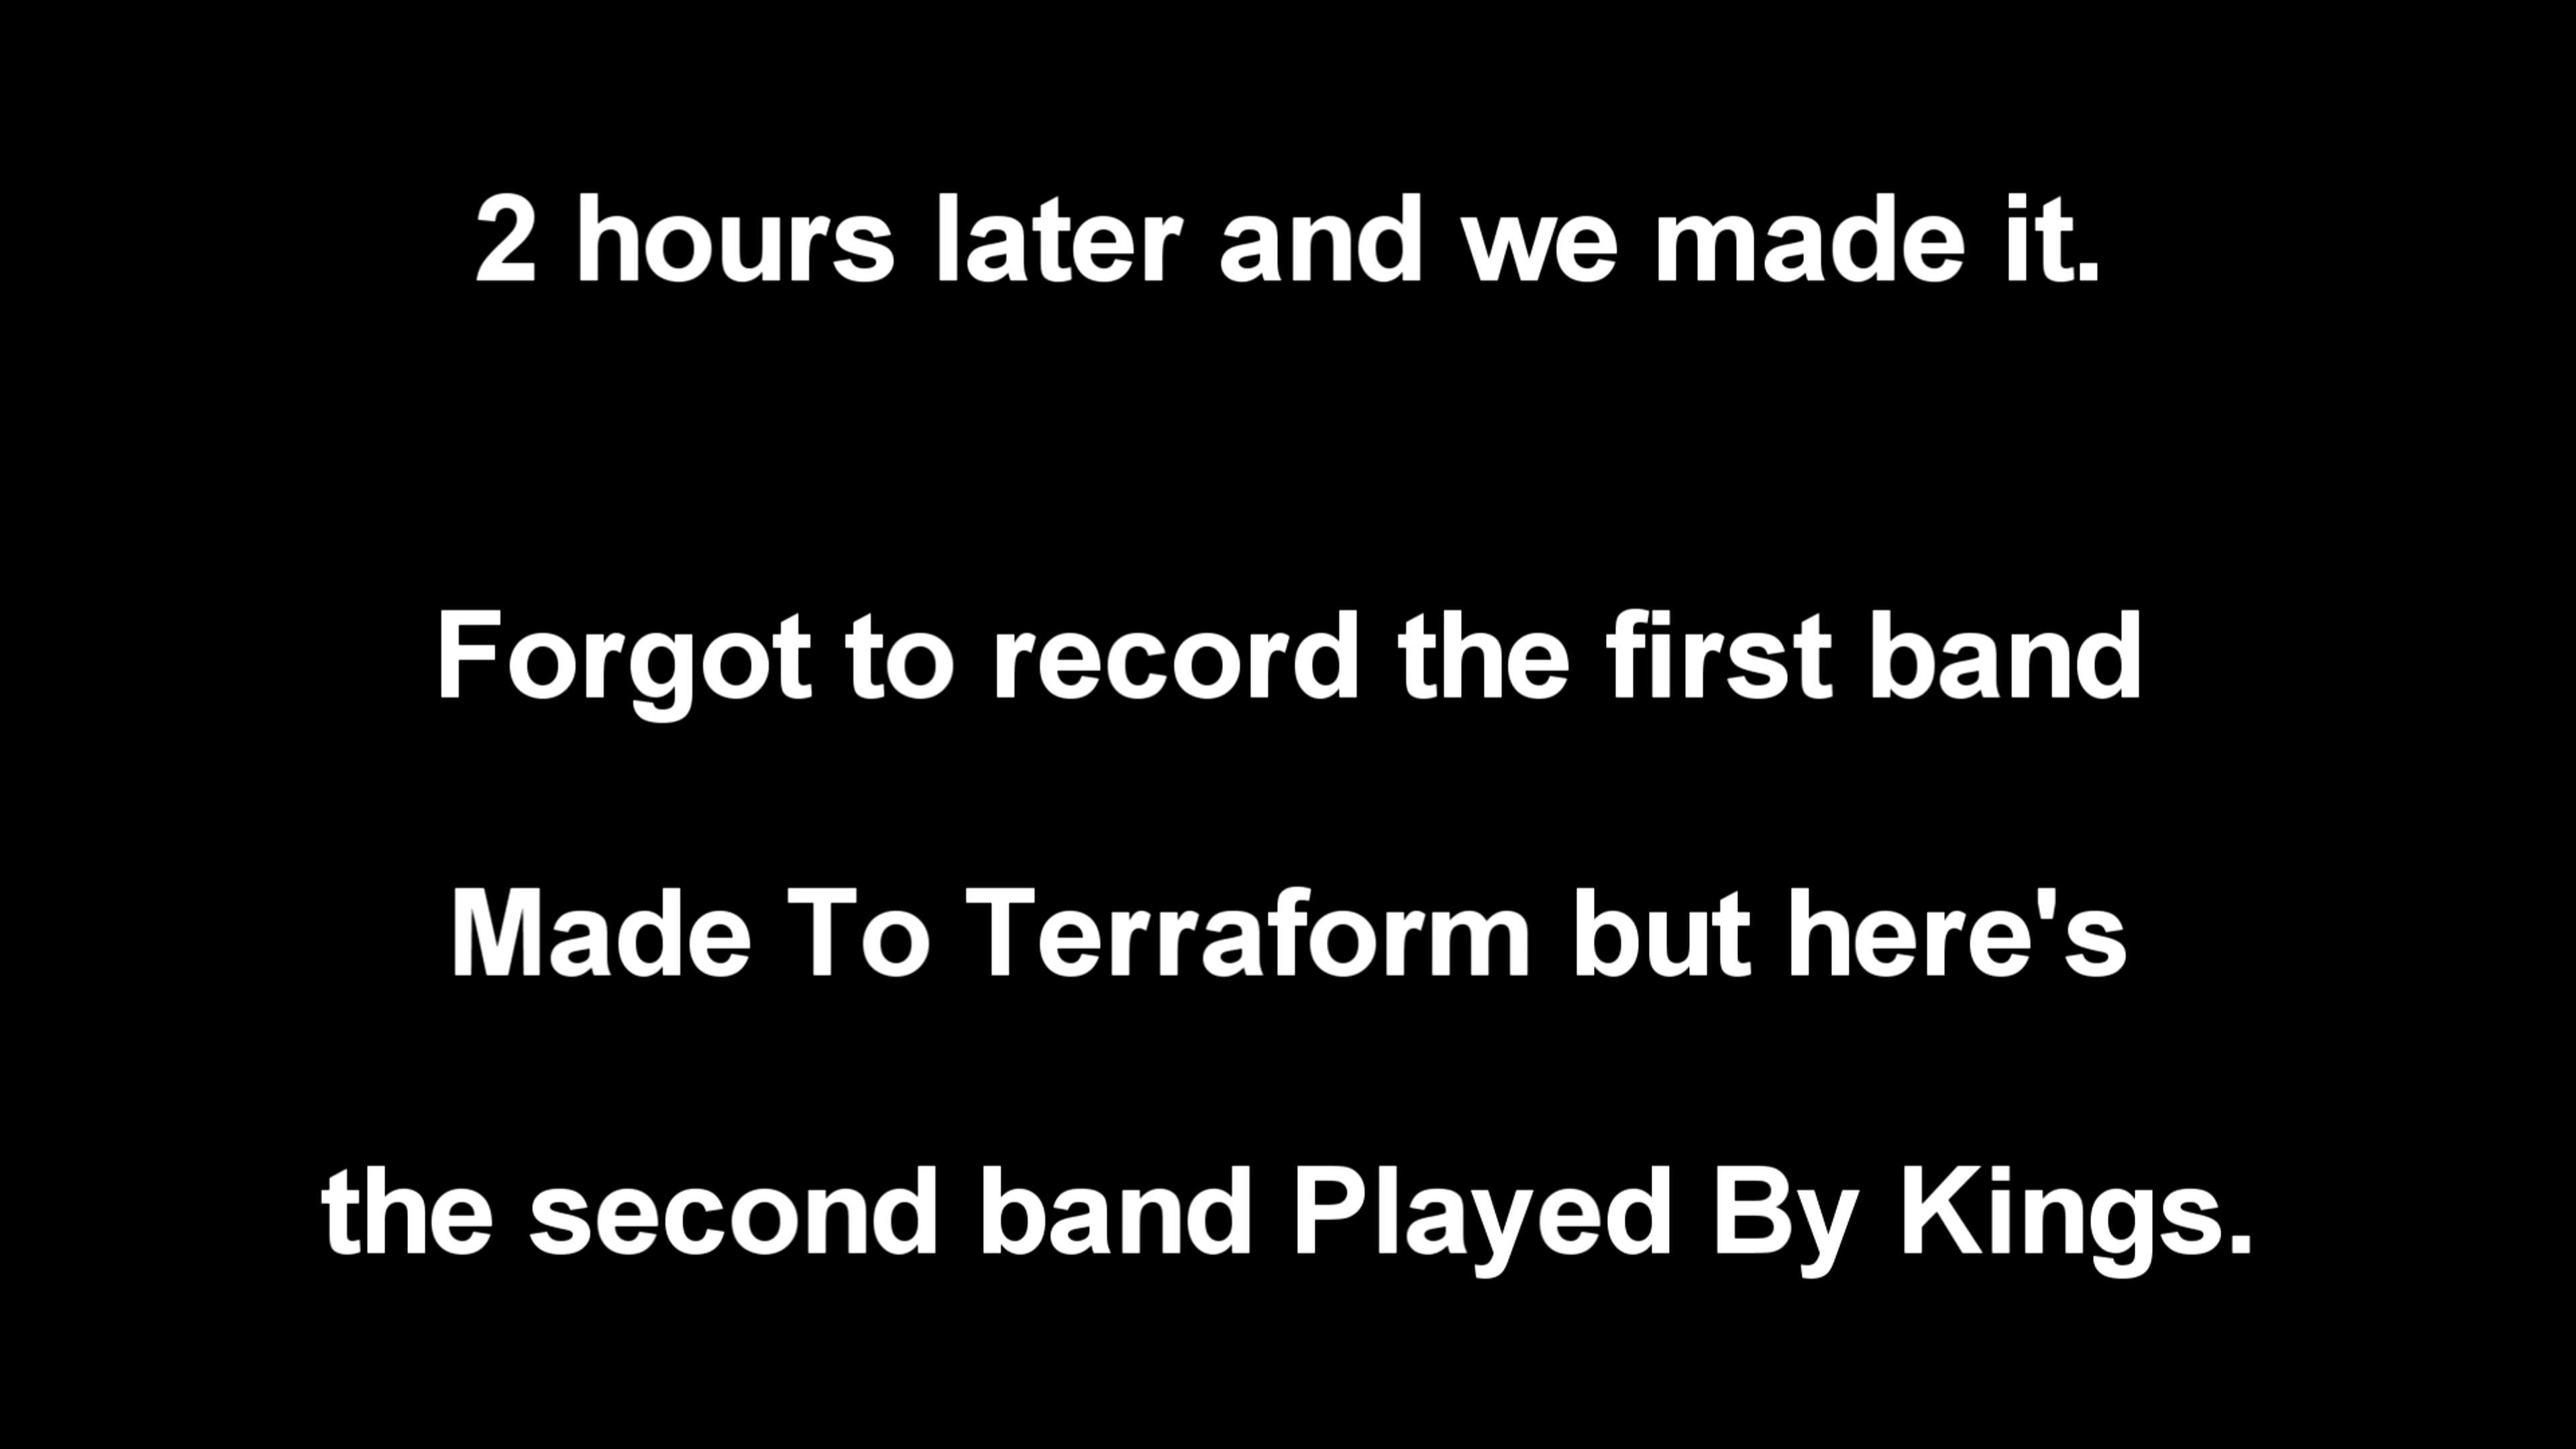 2 hours later and we made it.
Forgot to record the first band
Made To Terraform but here's
the second band Played By Kings.